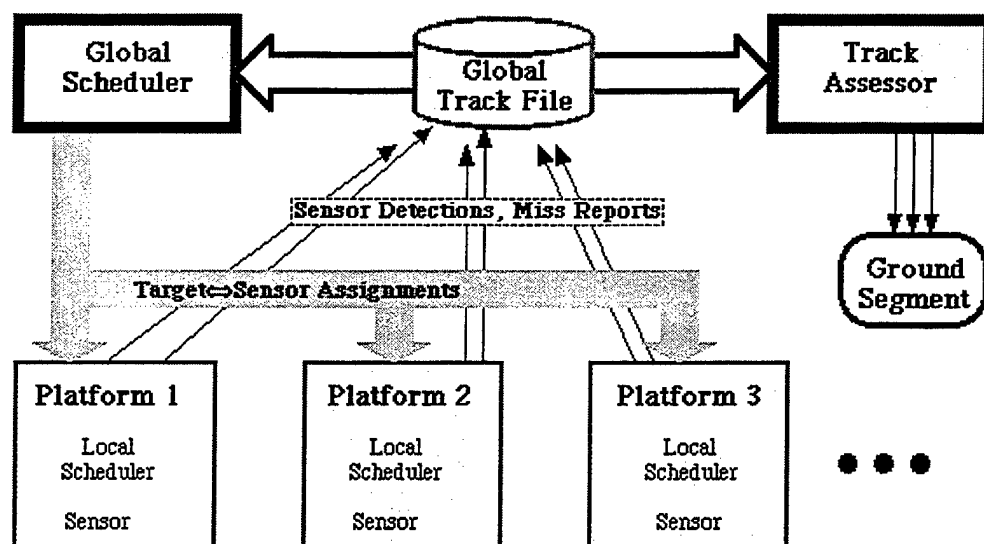 Global
Scheduler
Global
Track File
Track
Assessor
Sensor Detections, Miss Reports
Ground
Segment
Target⇔Sensor Assignments
Platform 1
Local
Scheduler
Sensor
Platform 2
Local
Scheduler
Sensor
Platform 3
Local
Scheduler
Sensor